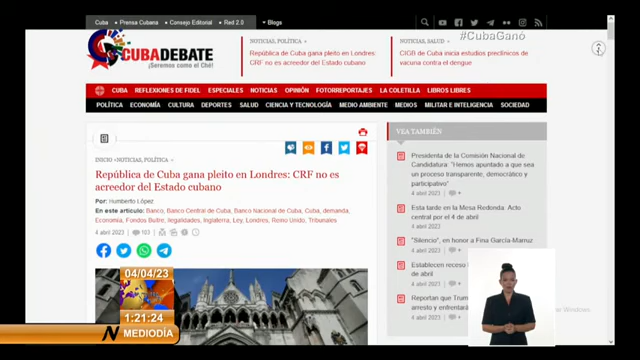 Cuba • Prensa Cubana • Consejo Editorial • Red 2.0 • Blogs
#CubaGanó
CUBADEBATE
¡Seremos como el Che!
NOTICIAS, POLÍTICA »
República de Cuba gana pleito en Londres:
CRF no es acreedor del Estado cubano
NOTICIAS, SALUD »
CIGB de Cuba inicia estudios preclínicos de
vacuna contra el dengue
CUBA REFLEXIONES DE FIDEL ESPECIALES NOTICIAS OPINIÓN FOTORREPORTAJES LA COLETILLA LIBROS LIBRES
POLÍTICA ECONOMÍA CULTURA DEPORTES SALUD CIENCIA Y TECNOLOGÍA MEDIO AMBIENTE MEDIOS MILITAR E INTELIGENCIA SOCIEDAD
INICIO »NOTICIAS, POLÍTICA »
República de Cuba gana pleito en Londres: CRF no es
acreedor del Estado cubano
Por: Humberto López
En este artículo: Banco, Banco Central de Cuba, Banco Nacional de Cuba, Cuba, demanda,
Economía, Fondos Buitre, ilegalidades, Inglaterra, Ley, Londres, Reino Unido, Tribunales
4 abril 2023 | 103
VEA TAMBIÉN
Presidenta de la Comisión Nacional de
Candidatura: "Hemos apuntado a que sea
un proceso transparente, democrático y
participativo"
4 abril 2023 |
Esta tarde en la Mesa Redonda: Acto
central por el 4 de abril
4 abril 2023 |
"Silencio", en honor a Fina García-Marruz
4 abril 2023 |
Establecen receso
de abril
4 abril 2023
Reportan que Trum
arresto y enfrentará
4 abril 2023
Windows.
04/04/23
1:21:24
N MEDIODÍA